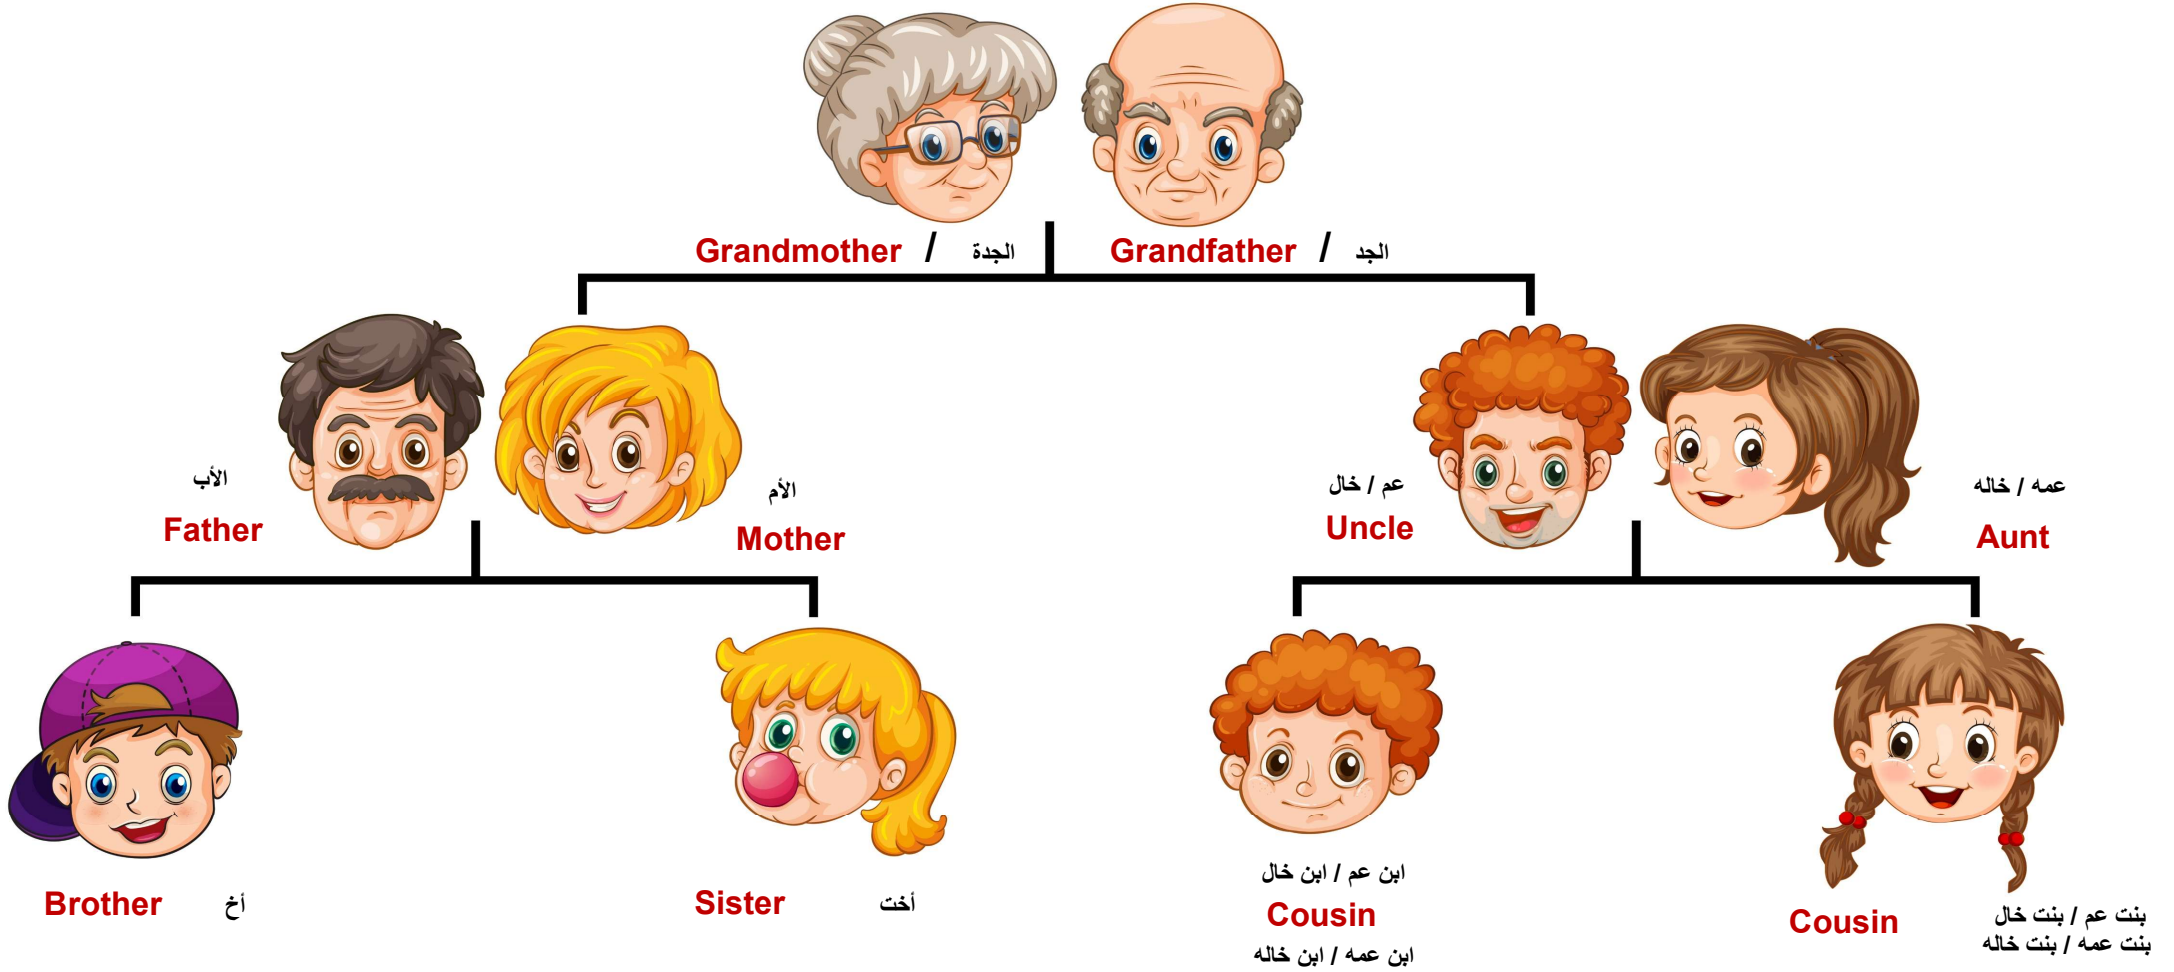 Grandmother / الجدة
Grandfather / الجد
الأب
Father
الأم
Mother
عم / خال
Uncle
عمه / خاله
Aunt
Brother أخ
Sister أخت
ابن عم / ابن خال
Cousin
ابن عمه / ابن خاله
Cousin
بنت عم / بنت خال
بنت عمه / بنت خاله